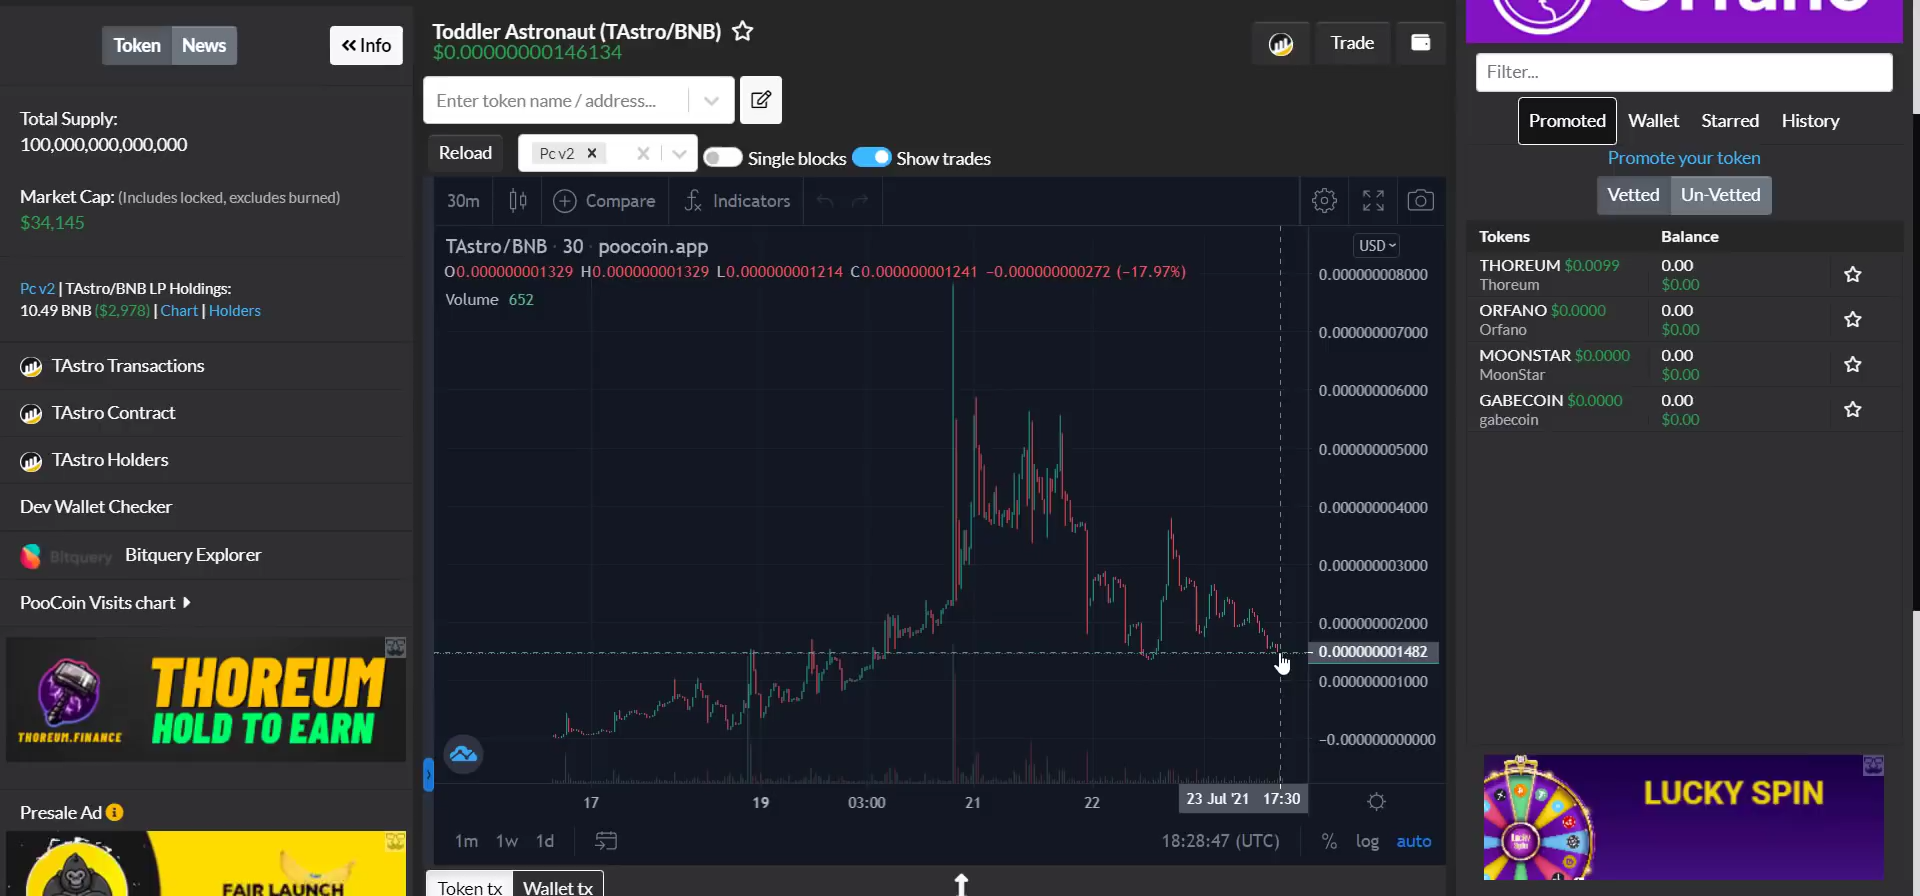 Token News
Info
Total Supply:
100,000,000,000,000
Market Cap: (Includes locked, excludes burned)
$34,145
Pc v2 | TAstro/BNB LP Holdings:
10.49 BNB ($2,978) | Chart | Holders
TAstro Transactions
TAstro Contract
TAstro Holders
Dev Wallet Checker
Bitquery Bitquery Explorer
PooCoin Visits chart
THOREUM
HOLD TO EARN
THOREUM.FINANCE
Presale Ad
FAIR LAUNCH
Toddler Astronaut (TAstro/BNB)
$0.00000000146134
Trade
Enter token name / address...
Reload
Pc v2
Single blocks
Show trades
30m
Compare
Indicators
TAstro/BNB · 30 · poocoin.app
O0.000000001329 H0.000000001329 L0.000000001214 C0.000000001241 −0.000000000272 (−17.97%)
Volume 652
USD
0.000000008000
0.000000007000
0.000000006000
0.000000005000
0.000000004000
0.000000003000
0.000000002000
0.000000001482
0.000000001000
−0.000000000000
17 19 03:00 21 22 23 Jul '21 17:30
1m 1w 1d
18:28:47 (UTC)
% log auto
Token tx Wallet tx
Orfano
Filter...
Promoted Wallet Starred History
Promote your token
Vetted Un-Vetted
Tokens Balance
THOREUM $0.0099 0.00
Thoreum $0.00
ORFANO $0.0000 0.00
Orfano $0.00
MOONSTAR $0.0000 0.00
MoonStar $0.00
GABECOIN $0.0000 0.00
gabecoin $0.00
LUCKY SPIN